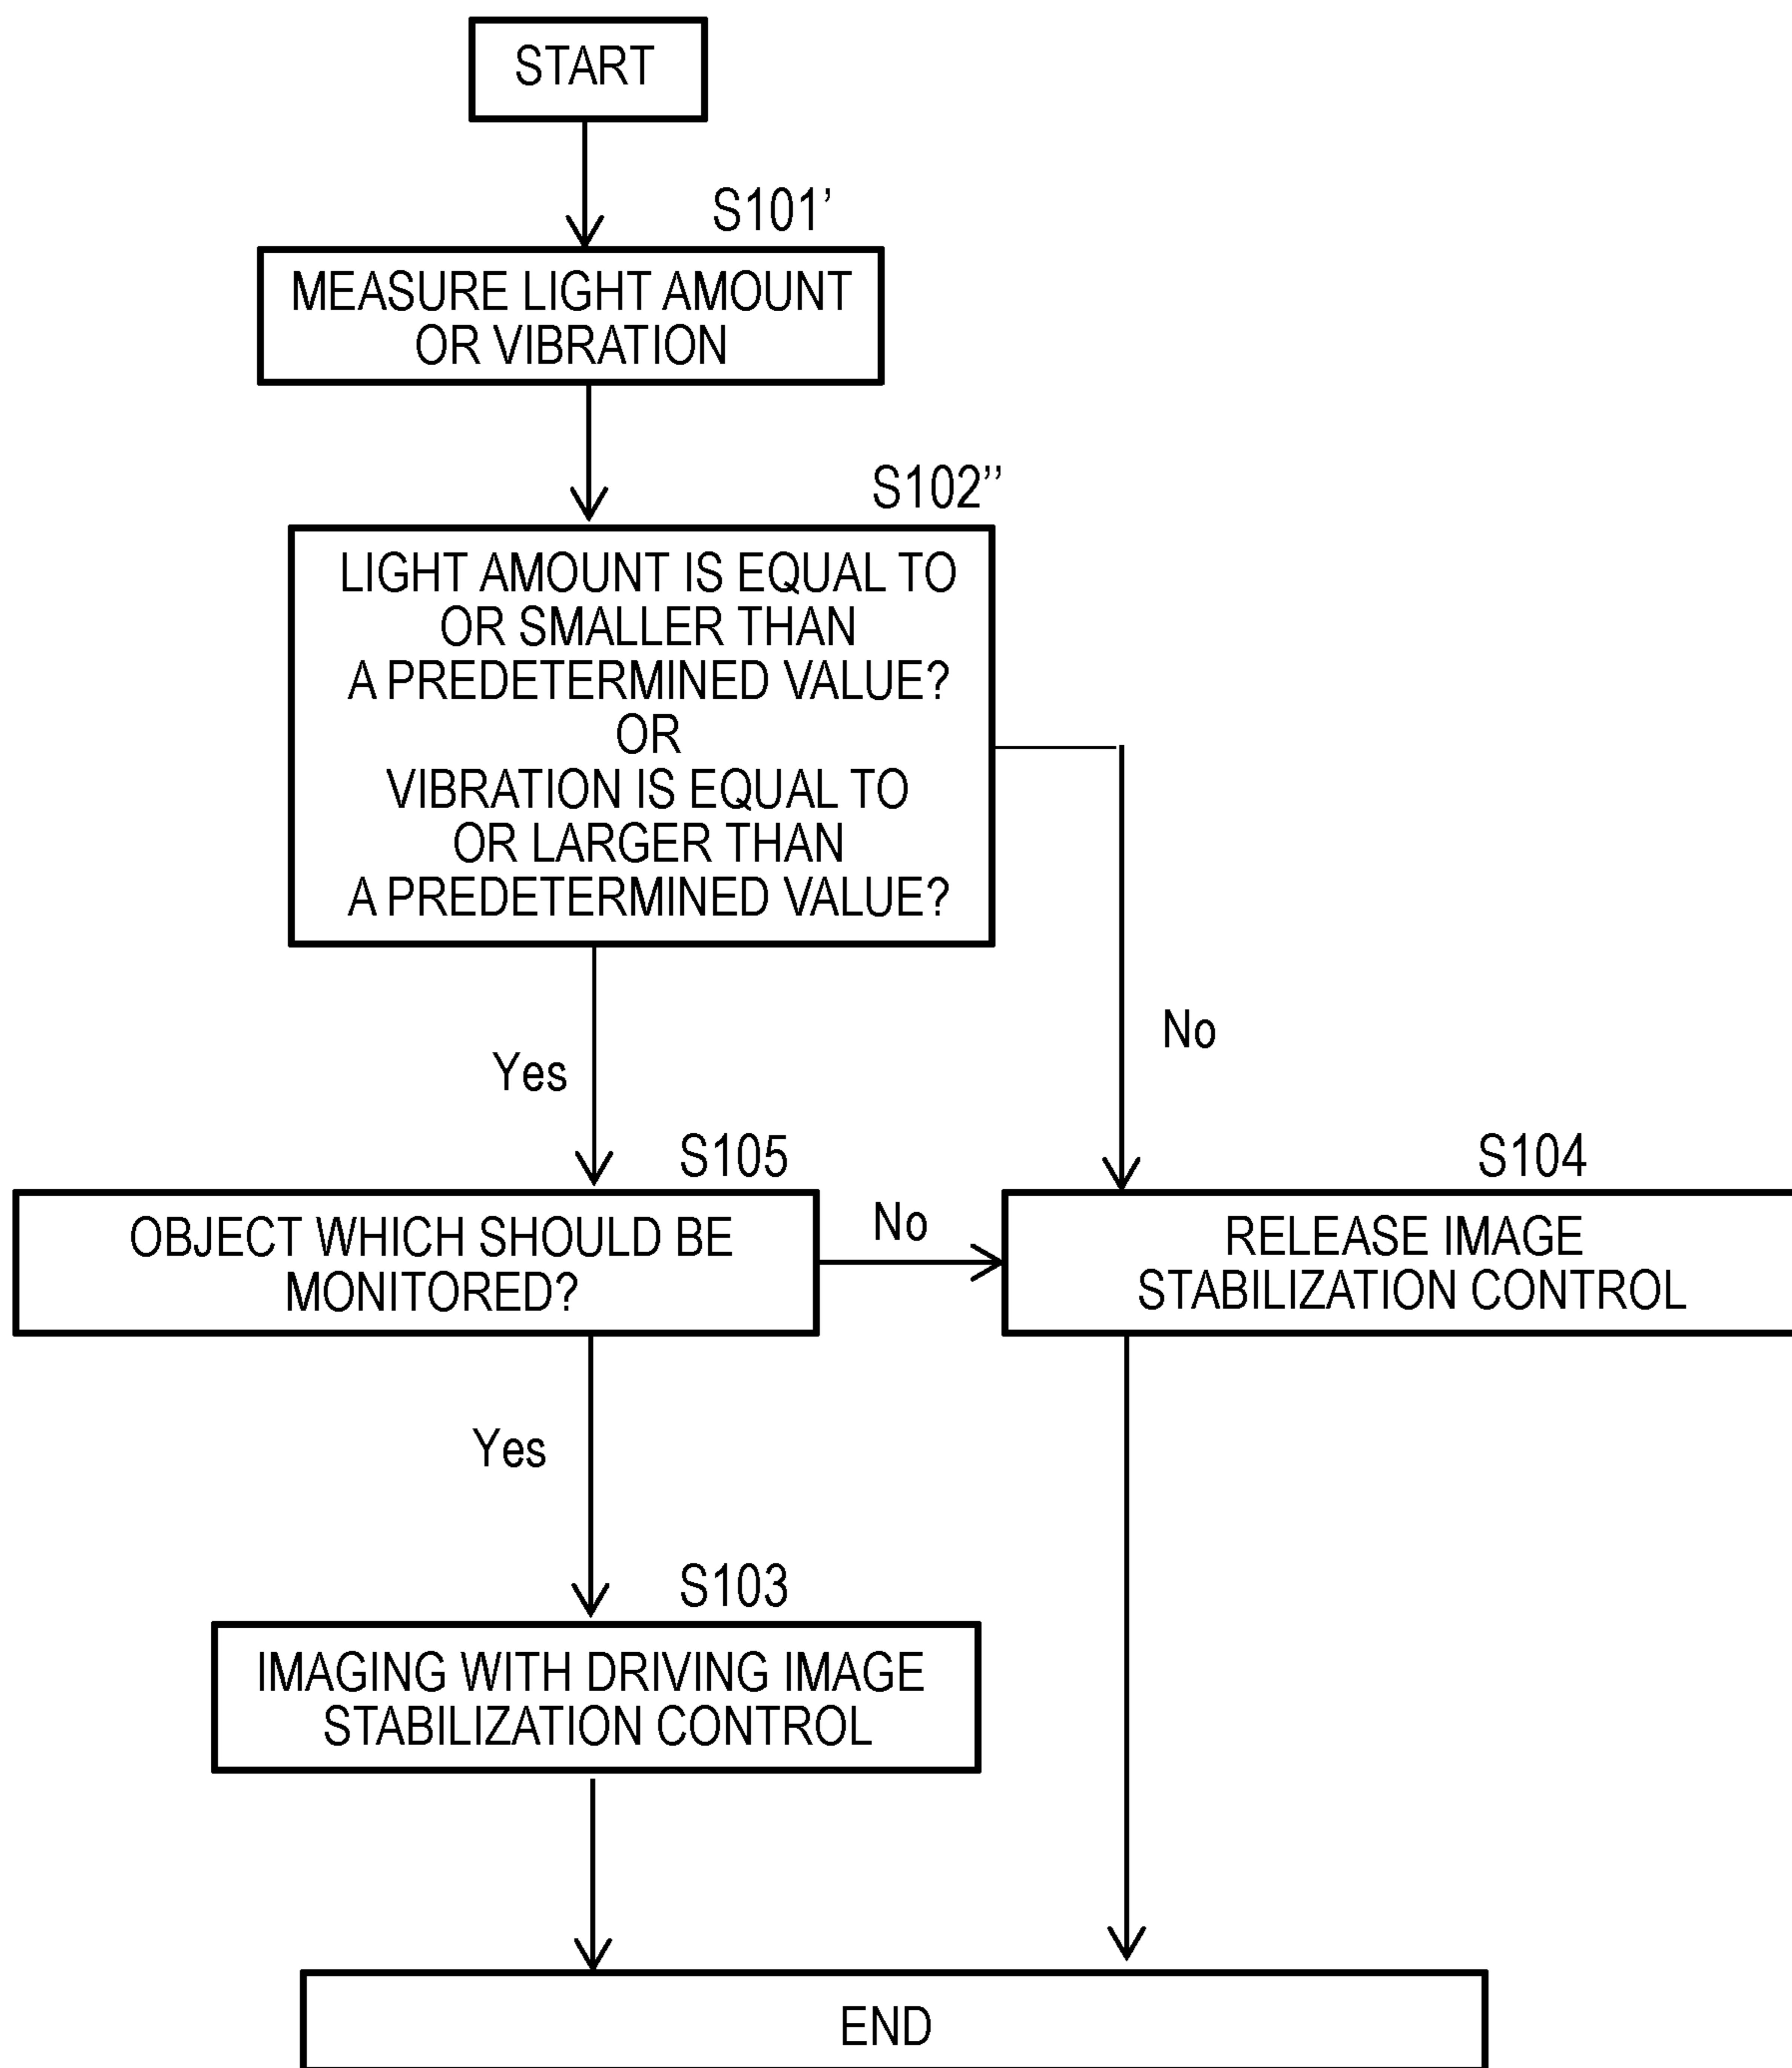 START
S101’
MEASURE LIGHT AMOUNT
OR VIBRATION
S102’’
LIGHT AMOUNT IS EQUAL TO
OR SMALLER THAN
A PREDETERMINED VALUE?
OR
VIBRATION IS EQUAL TO
OR LARGER THAN
A PREDETERMINED VALUE?
No
Yes
S105
OBJECT WHICH SHOULD BE
MONITORED?
No
S104
RELEASE IMAGE
STABILIZATION CONTROL
Yes
S103
IMAGING WITH DRIVING IMAGE
STABILIZATION CONTROL
END